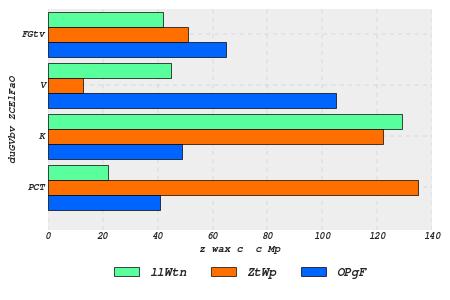 FGtv
V
K
PCT
duGVbv ZCElFaO
0 20 40 60 80 100 120 140
z wax c c Mp
llWtn ZtWp OPgF